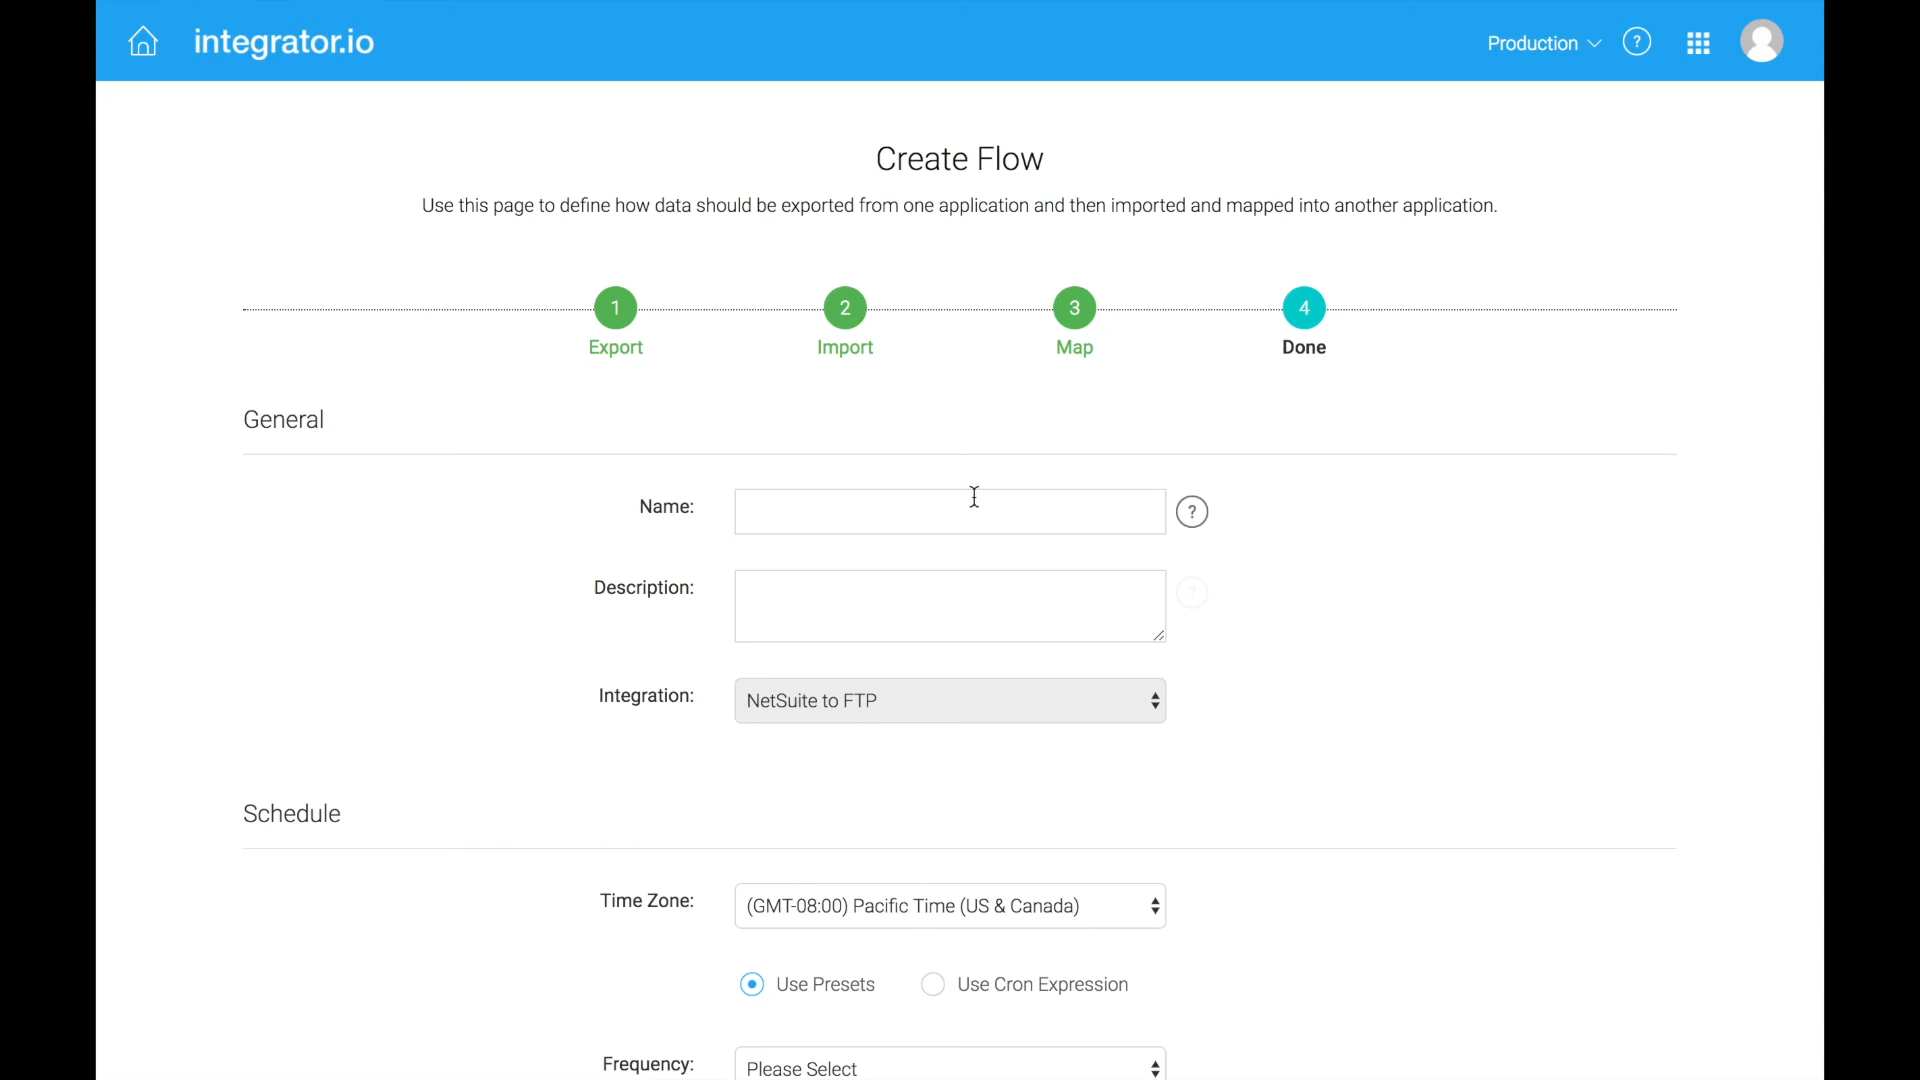 integrator.io
Production
?
Create Flow
Use this page to define how data should be exported from one application and then imported and mapped into another application.
1
2
3
4
Export
Import
Map
Done
General
Name:
?
Description:
?
Integration:
NetSuite to FTP
Schedule
Time Zone:
(GMT-08:00) Pacific Time (US & Canada)
Use Presets
Use Cron Expression
Frequency:
Please Select